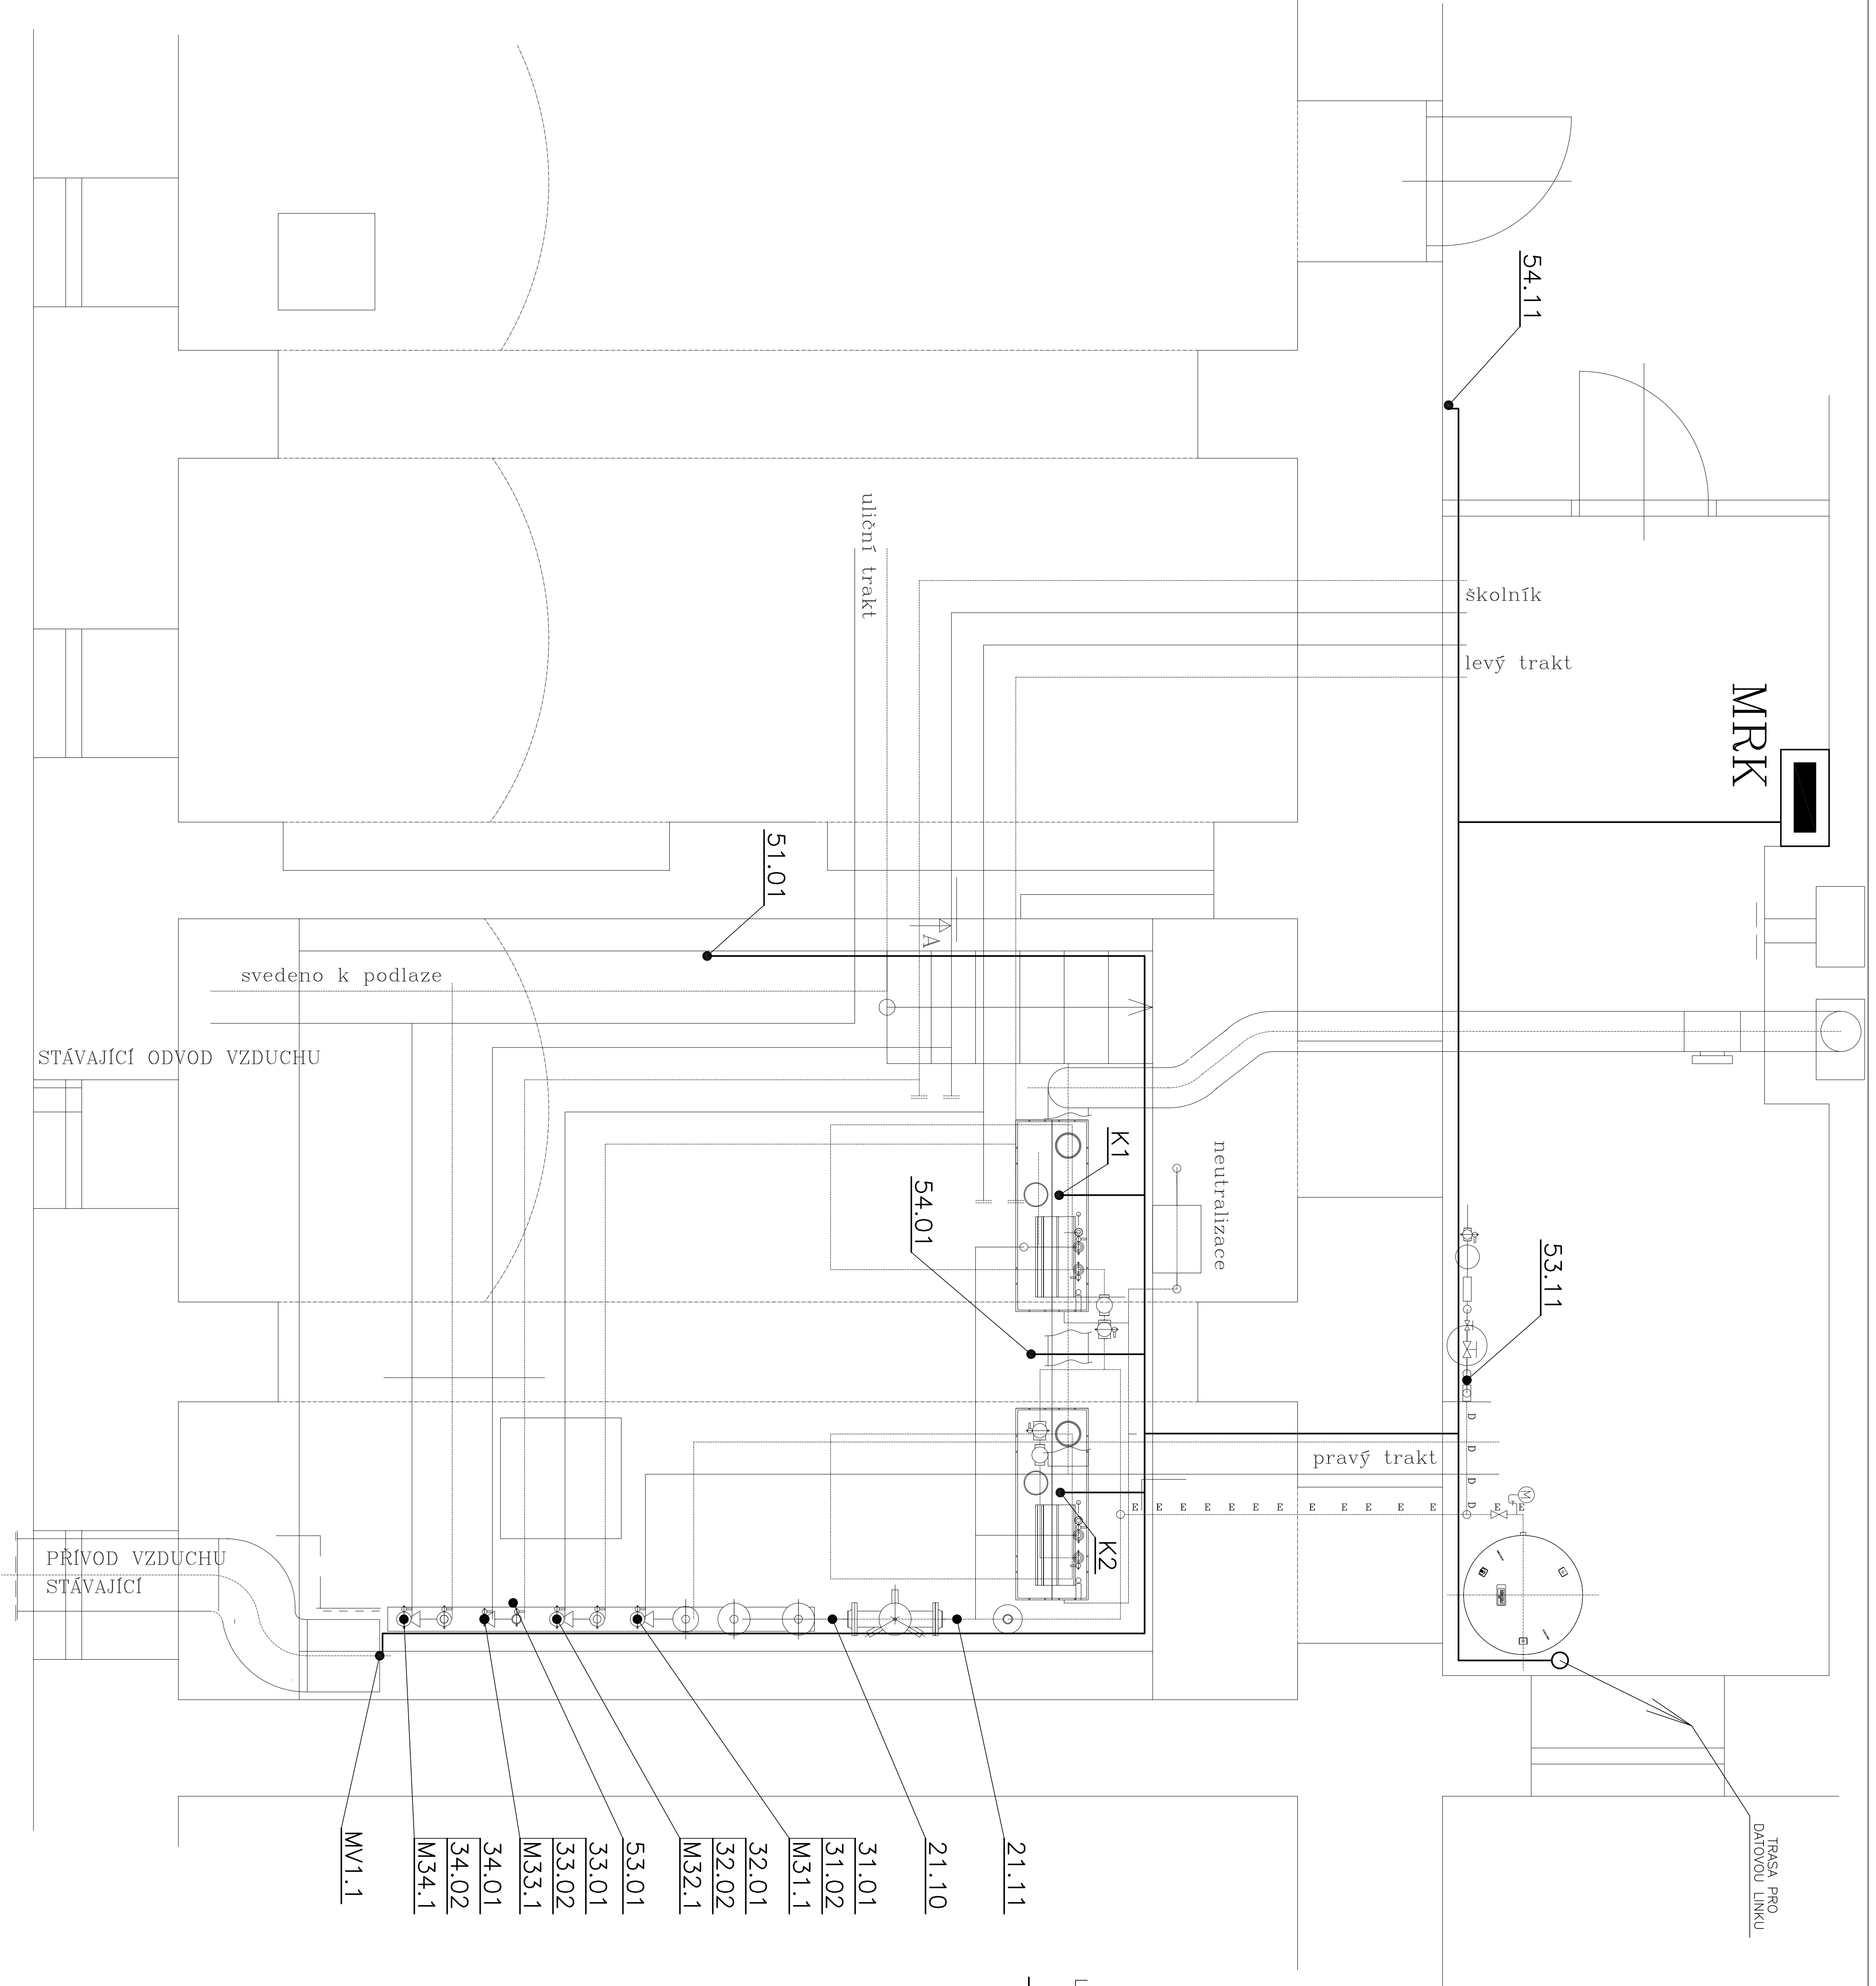 54.11
uliční trakt
školník
levý trakt
MRK
51.01
A
svedeno k podlaze
STÁVAJÍCÍ ODVOD VZDUCHU
K1
neutralizace
54.01
53.11
D D D D
pravý trakt
M
E E E E E E E E E E E E E
K2
PŘÍVOD VZDUCHU
STÁVAJÍCÍ
MV1.1
34.01
34.02
M34.1
33.01
33.02
M33.1
53.01
32.01
32.02
M32.1
31.01
31.02
M31.1
21.10
21.11
TRASA PRO
DATOVOU LINKU